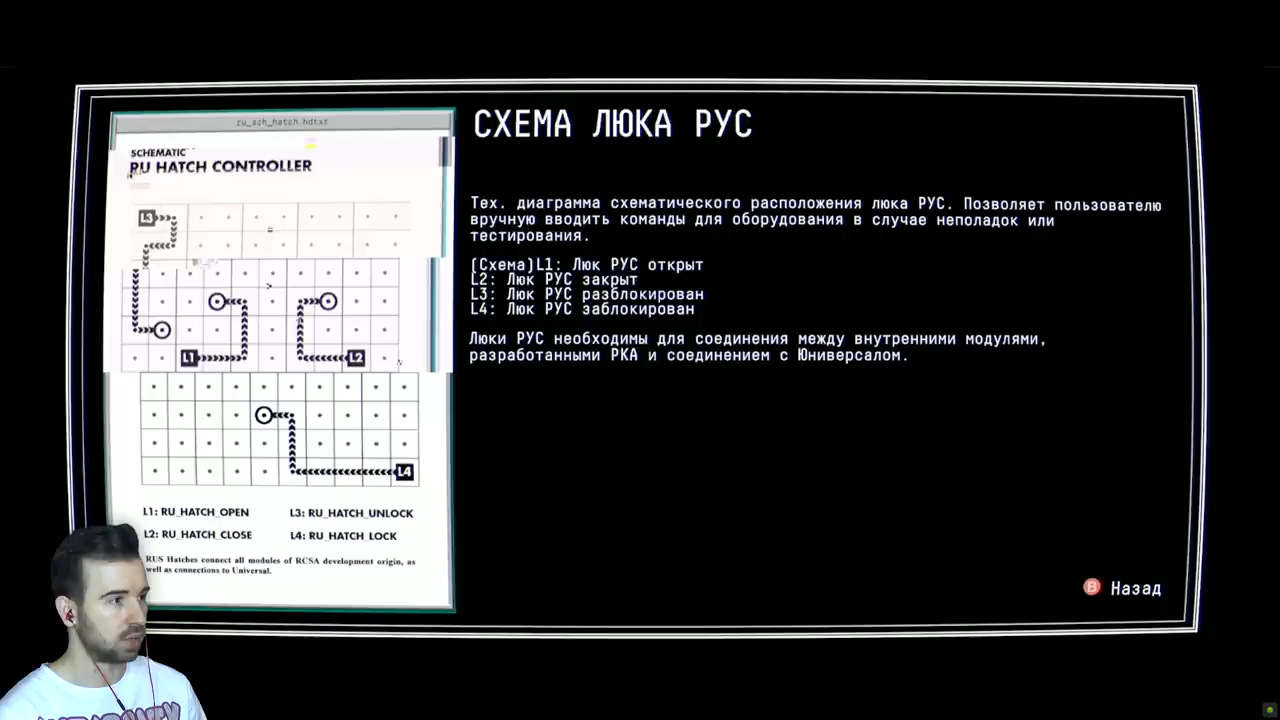 ru_sch_hatch.hdtxt
SCHEMATIC
RU HATCH CONTROLLER
L3
L1
L2
L4
L1: RU_HATCH_OPEN
L3: RU_HATCH_UNLOCK
L2: RU_HATCH_CLOSE
L4: RU_HATCH_LOCK
RUS Hatches connect all modules of RCSA development origin, as
well as connections to Universal.
СХЕМА ЛЮКА РУС
Тех. диаграмма схематического расположения люка РУС. Позволяет пользователю
вручную вводить команды для оборудования в случае неполадок или
тестирования.
[Схема]L1: Люк РУС открыт
L2: Люк РУС закрыт
L3: Люк РУС разблокирован
L4: Люк РУС заблокирован
Люки РУС необходимы для соединения между внутренними модулями,
разработанными РКА и соединением с Юниверсалом.
B Назад